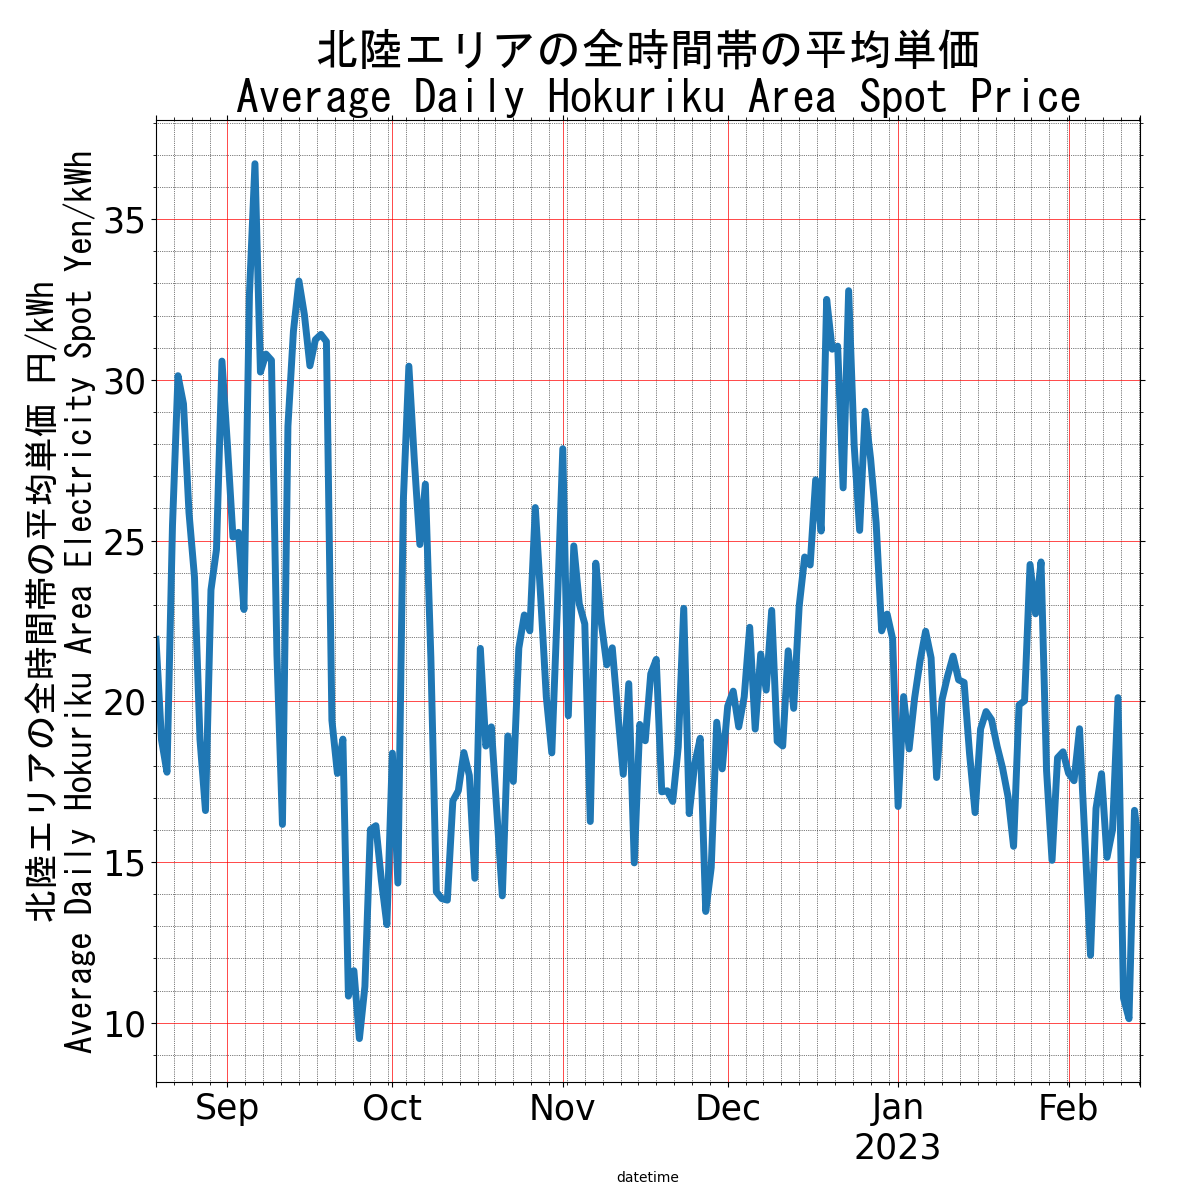 北陸エリアの全時間帯の平均単価
Average Daily Hokuriku Area Spot Price
北陸エリアの全時間帯の平均単価 円/kWh
Average Daily Hokuriku Area Electricity Spot Yen/kWh
35
30
25
20
15
10
Sep
Oct
Nov
Dec
Jan
2023
Feb
datetime